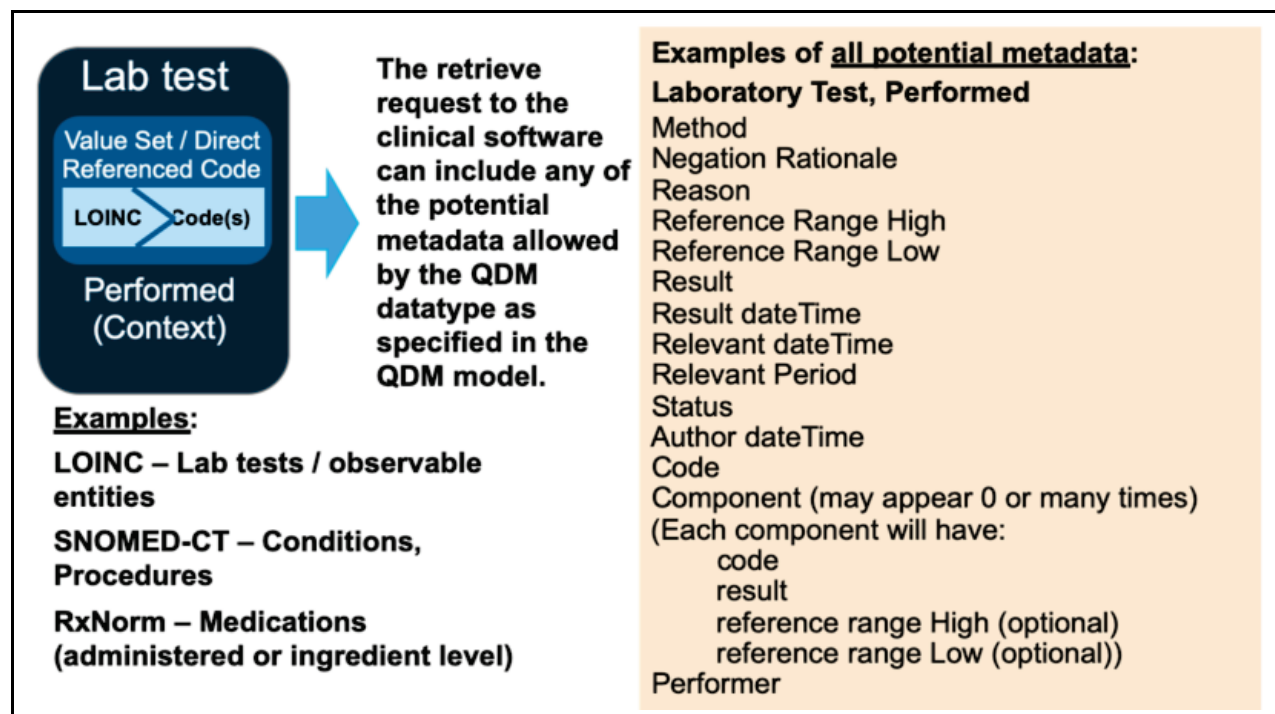 Lab test
Value Set / Direct
Referenced Code
LOINC
Code(s)
Performed
(Context)
The retrieve
request to the
clinical software
can include any of
the potential
metadata allowed
by the QDM
datatype as
specified in the
QDM model.
Examples:
LOINC – Lab tests / observable
entities
SNOMED-CT – Conditions,
Procedures
RxNorm – Medications
(administered or ingredient level)
Examples of all potential metadata:
Laboratory Test, Performed
Method
Negation Rationale
Reason
Reference Range High
Reference Range Low
Result
Result dateTime
Relevant dateTime
Relevant Period
Status
Author dateTime
Code
Component (may appear 0 or many times)
(Each component will have:
code
result
reference range High (optional)
reference range Low (optional))
Performer